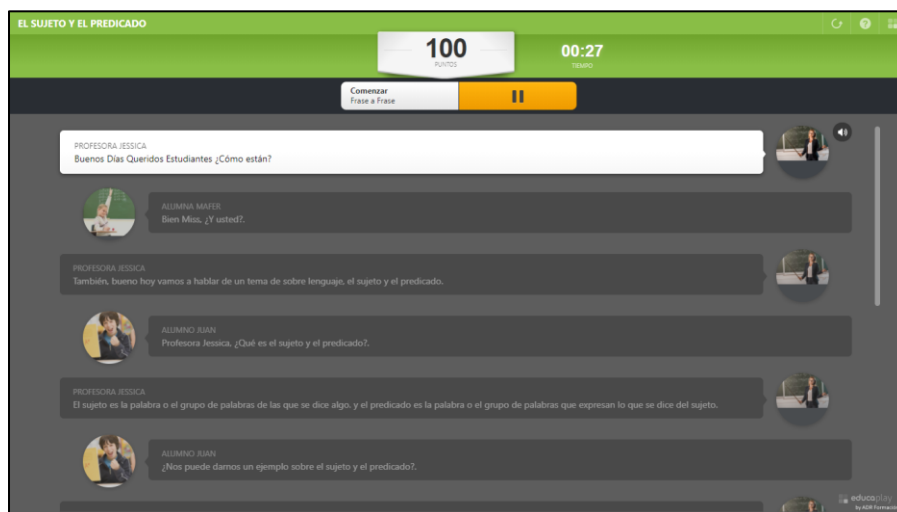 EL SUJETO Y EL PREDICADO
100
PUNTOS
00:27
TIEMPO
Comenzar
Frase a Frase
PROFESORA JESSICA
Buenos Días Queridos Estudiantes ¿Cómo están?
ALUMNA MAFER
Bien Miss, ¿Y usted?.
PROFESORA JESSICA
También, bueno hoy vamos a hablar de un tema de sobre lenguaje, el sujeto y el predicado.
ALUMNO JUAN
Profesora Jessica, ¿Qué es el sujeto y el predicado?.
PROFESORA JESSICA
El sujeto es la palabra o el grupo de palabras de las que se dice algo. y el predicado es la palabra o el grupo de palabras que expresan lo que se dice del sujeto.
ALUMNO JUAN
¿Nos puede darnos un ejemplo sobre el sujeto y el predicado?.
educaplay
by ADR Formación